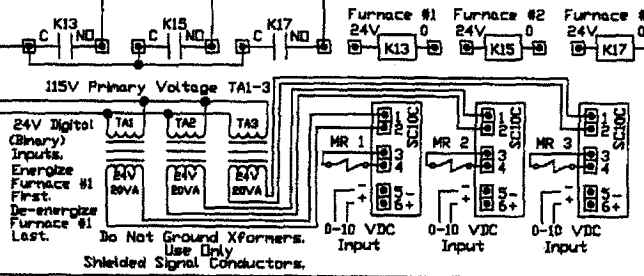 Furnace #1 Furnace #2 Furnace #
K13 K15 K17
C NO C NO C NO
24V 0 24V 0 24V 0
K13 K15 K17
115V Primary Voltage TA1-3
24V Digital
(Binary)
Inputs.
Energize
Furnace #1
First.
De-energize
Furnace #1
Last.
TA1 TA2 TA3
24V 24V 24V
20VA 20VA 20VA
Do Not Ground Xformers.
Use Only
Shielded Signal Conductors.
MR 1 MR 2 MR 3
1 1 1
2 2 2
SC10C SC10C SC10C
3 3 3
4 4 4
- 5- - 5- - 5-
+ 6+ + 6+ + 6+
0-10 VDC 0-10 VDC 0-10 VDC
Input Input Input